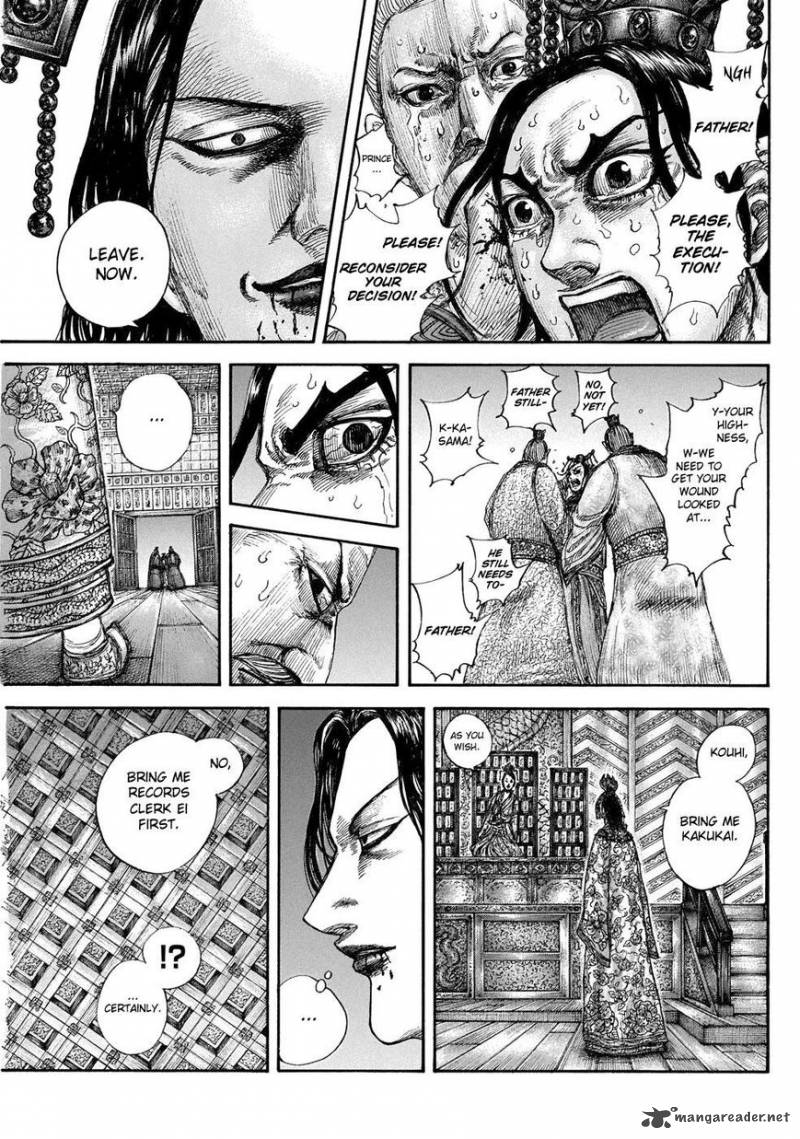 NGH
FATHER!
PLEASE,
THE
EXECU-
TION!
PRINCE
...
PLEASE!
RECONSIDER
YOUR
DECISION!
LEAVE.
NOW.
Y-YOUR
HIGH-
NESS,
W-WE
NEED TO
GET YOUR
WOUND
LOOKED
AT...
NO,
NOT
YET!
FATHER
STILL-
K-KA-
SAMA!
HE
STILL
NEEDS
TO-
FATHER!
...
KOUHI,
BRING ME
KAKUKAI.
AS YOU
WISH.
...
NO,
BRING ME
RECORDS
CLERK EI
FIRST.
!?
...
CERTAINLY.
mangareader.net